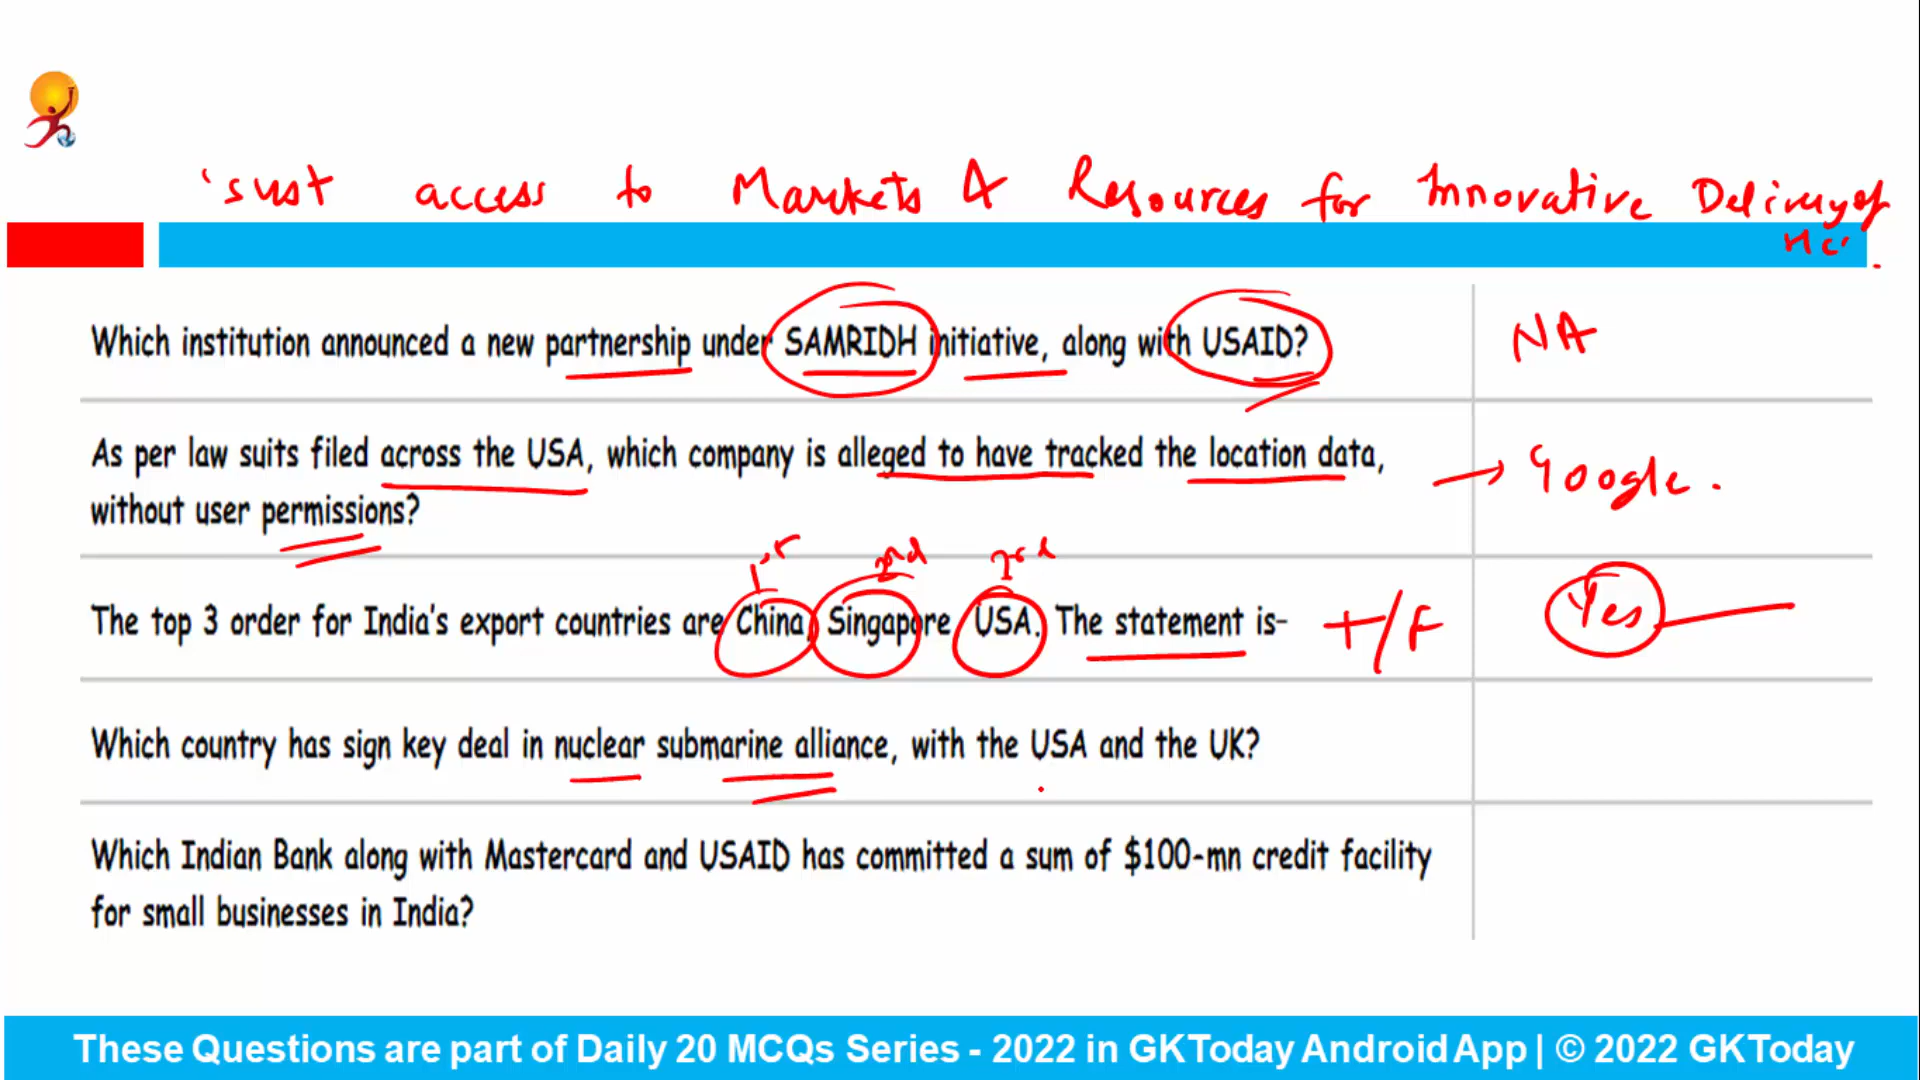 'sust access to Markets & Resources for Innovative Delivery of
HC'.
Which institution announced a new partnership under SAMRIDH initiative, along with USAID?
NA
As per law suits filed across the USA, which company is alleged to have tracked the location data,
without user permissions?
→ Google.
1st 2nd 3rd
The top 3 order for India's export countries are China, Singapore, USA. The statement is-
T/F
Yes
Which country has sign key deal in nuclear submarine alliance, with the USA and the UK?
Which Indian Bank along with Mastercard and USAID has committed a sum of $100-mn credit facility
for small businesses in India?
These Questions are part of Daily 20 MCQs Series - 2022 in GKToday Android App | © 2022 GKToday